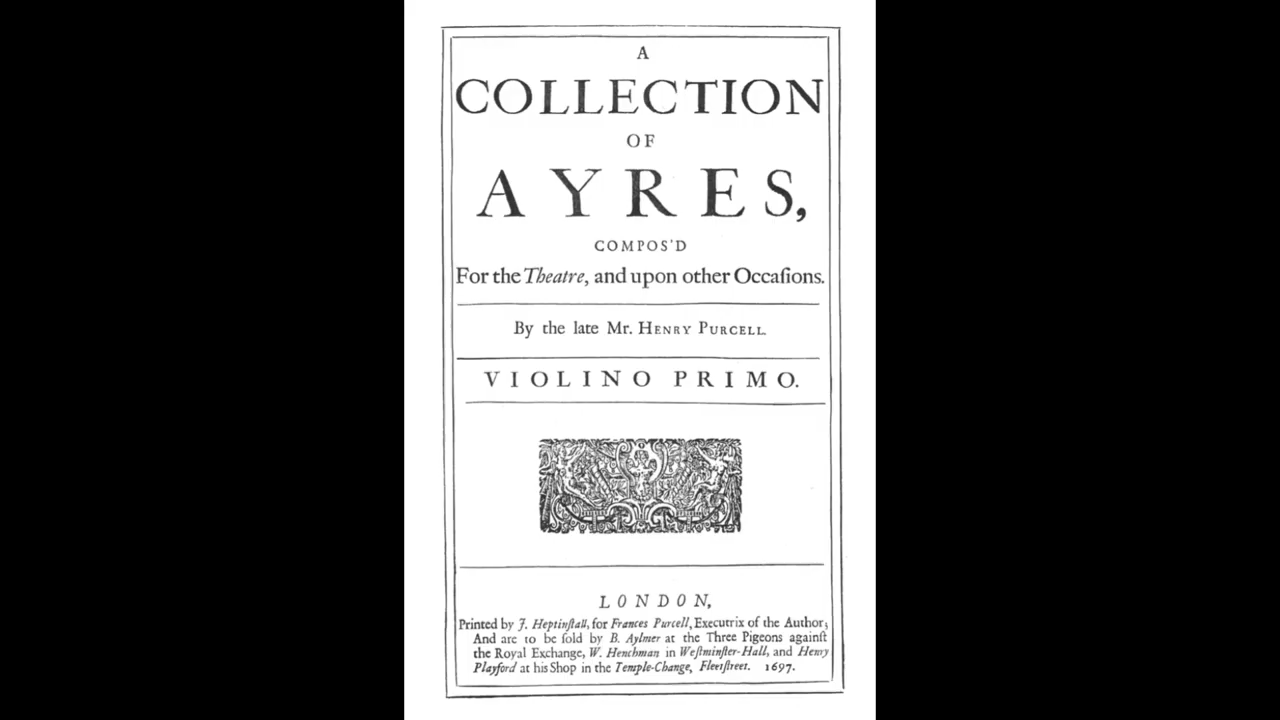 A
COLLECTION
OF
AYRES,
COMPOS'D
For the Theatre, and upon other Occaſions.
By the late Mr. HENRY PURCELL.
VIOLINO PRIMO.
LONDON,
Printed by J. Heptinſtall, for Frances Purcell, Executrix of the Author;
And are to be ſold by B. Aylmer at the Three Pigeons againſt
the Royal Exchange, W. Henchman in Weſtminſter-Hall, and Henry
Playford at his Shop in the Temple-Change, Fleetſtreet. 1697.